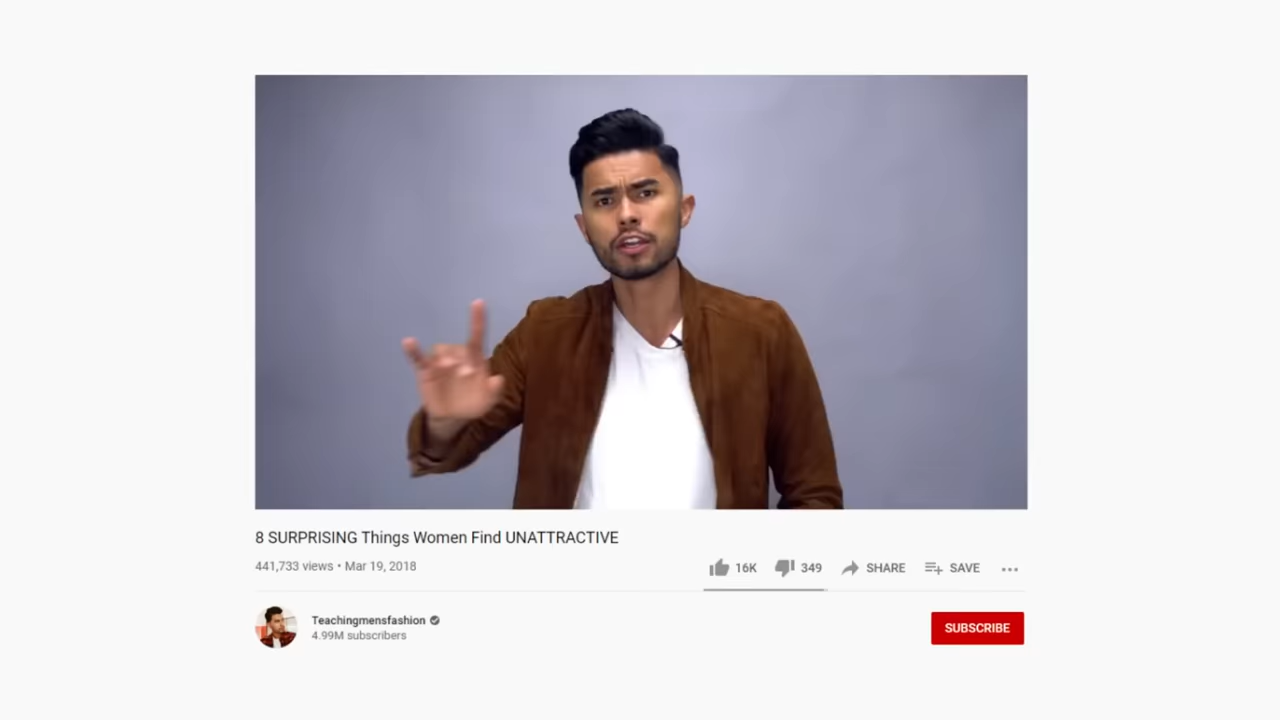 8 SURPRISING Things Women Find UNATTRACTIVE
441,733 views • Mar 19, 2018
16K 349 SHARE SAVE
Teachingmensfashion
4.99M subscribers
SUBSCRIBE